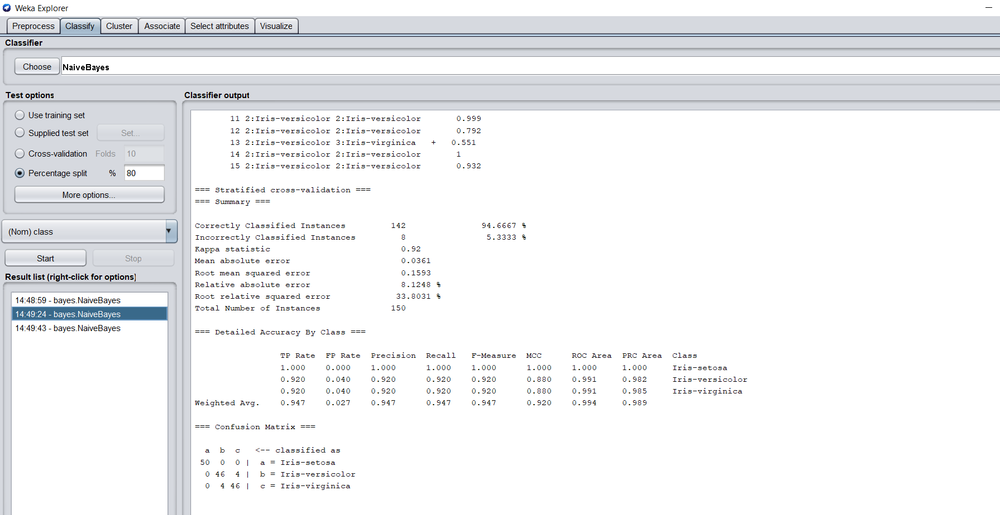 Weka Explorer
Preprocess Classify Cluster Associate Select attributes Visualize
Classifier
Choose NaiveBayes
Test options
Use training set
Supplied test set Set...
Cross-validation Folds 10
Percentage split % 80
More options...
(Nom) class
Start Stop
Result list (right-click for options)
14:48:59 - bayes.NaiveBayes
14:49:24 - bayes.NaiveBayes
14:49:43 - bayes.NaiveBayes
Classifier output
11 2:Iris-versicolor 2:Iris-versicolor 0.999
12 2:Iris-versicolor 2:Iris-versicolor 0.792
13 2:Iris-versicolor 3:Iris-virginica + 0.551
14 2:Iris-versicolor 2:Iris-versicolor 1
15 2:Iris-versicolor 2:Iris-versicolor 0.932
=== Stratified cross-validation ===
=== Summary ===
Correctly Classified Instances 142 94.6667 %
Incorrectly Classified Instances 8 5.3333 %
Kappa statistic 0.92
Mean absolute error 0.0361
Root mean squared error 0.1593
Relative absolute error 8.1248 %
Root relative squared error 33.8031 %
Total Number of Instances 150
=== Detailed Accuracy By Class ===
TP Rate FP Rate Precision Recall F-Measure MCC ROC Area PRC Area Class
1.000 0.000 1.000 1.000 1.000 1.000 1.000 1.000 Iris-setosa
0.920 0.040 0.920 0.920 0.920 0.880 0.991 0.982 Iris-versicolor
0.920 0.040 0.920 0.920 0.920 0.880 0.991 0.985 Iris-virginica
Weighted Avg. 0.947 0.027 0.947 0.947 0.947 0.920 0.994 0.989
=== Confusion Matrix ===
a b c <-- classified as
50 0 0 | a = Iris-setosa
0 46 4 | b = Iris-versicolor
0 4 46 | c = Iris-virginica